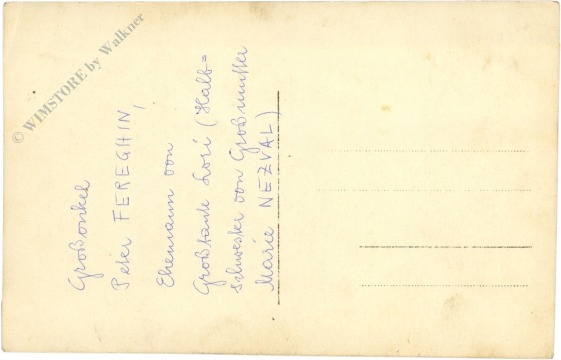 © WIMSTORE by Walkner
Großonkel
Peter FEREGHIN,
Ehemann von
Großtante Lori (Halb=
schwester von Großmutter
Marie NEZVAL)